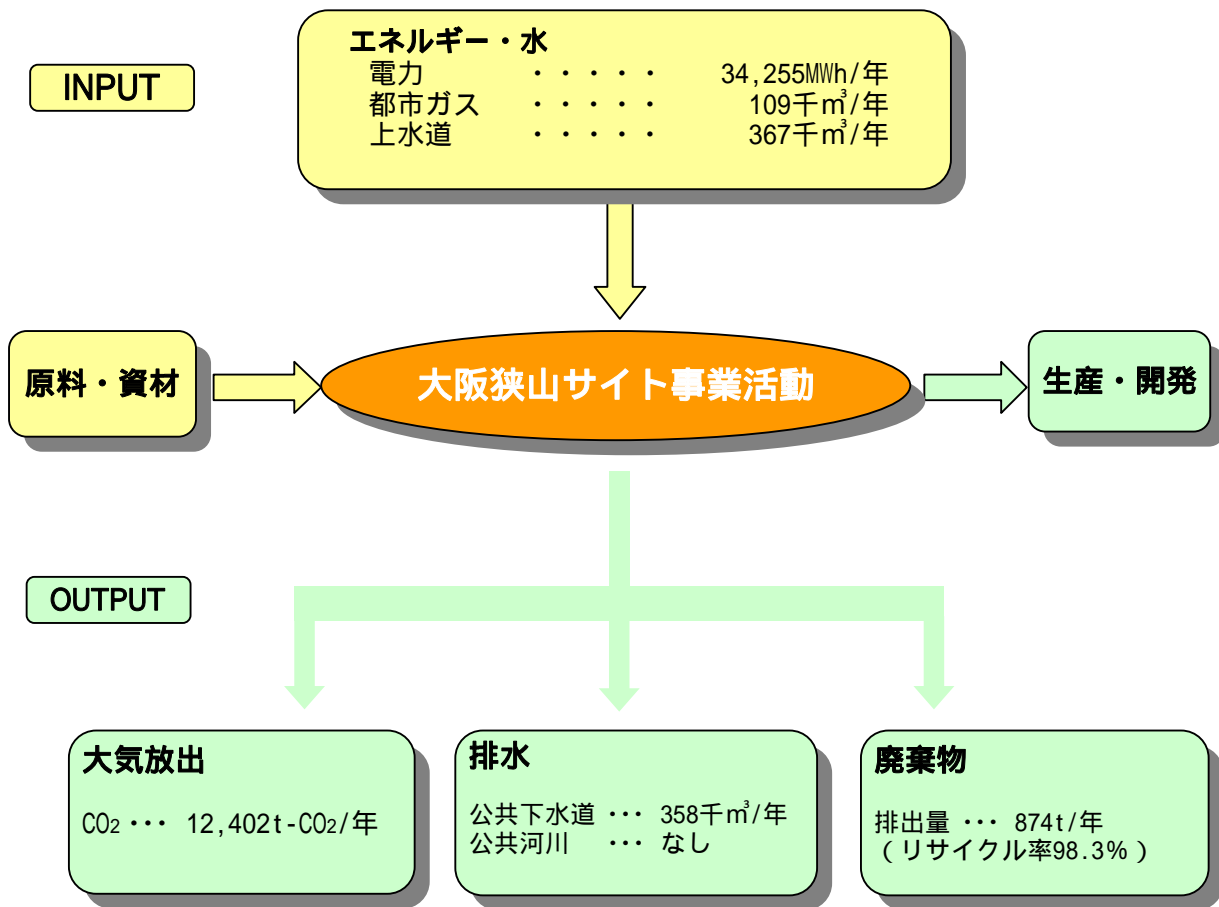 エネルギー・水
INPUT
電力 ・・・・・ 34,255MWh/年
都市ガス ・・・・・ 109千㎥/年
上水道 ・・・・・ 367千㎥/年
原料・資材
大阪狭山サイト事業活動
生産・開発
OUTPUT
大気放出
CO₂ ・・・ 12,402t-CO₂/年
排水
公共下水道 ・・・ 358千㎥/年
公共河川 ・・・ なし
廃棄物
排出量 ・・・ 874t/年
(リサイクル率98.3%)